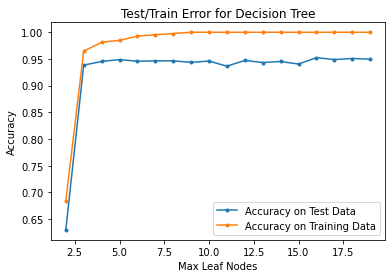 Test/Train Error for Decision Tree
1.00
0.95
0.90
0.85
0.80
0.75
0.70
0.65
Accuracy
Accuracy on Test Data
Accuracy on Training Data
2.5 5.0 7.5 10.0 12.5 15.0 17.5
Max Leaf Nodes